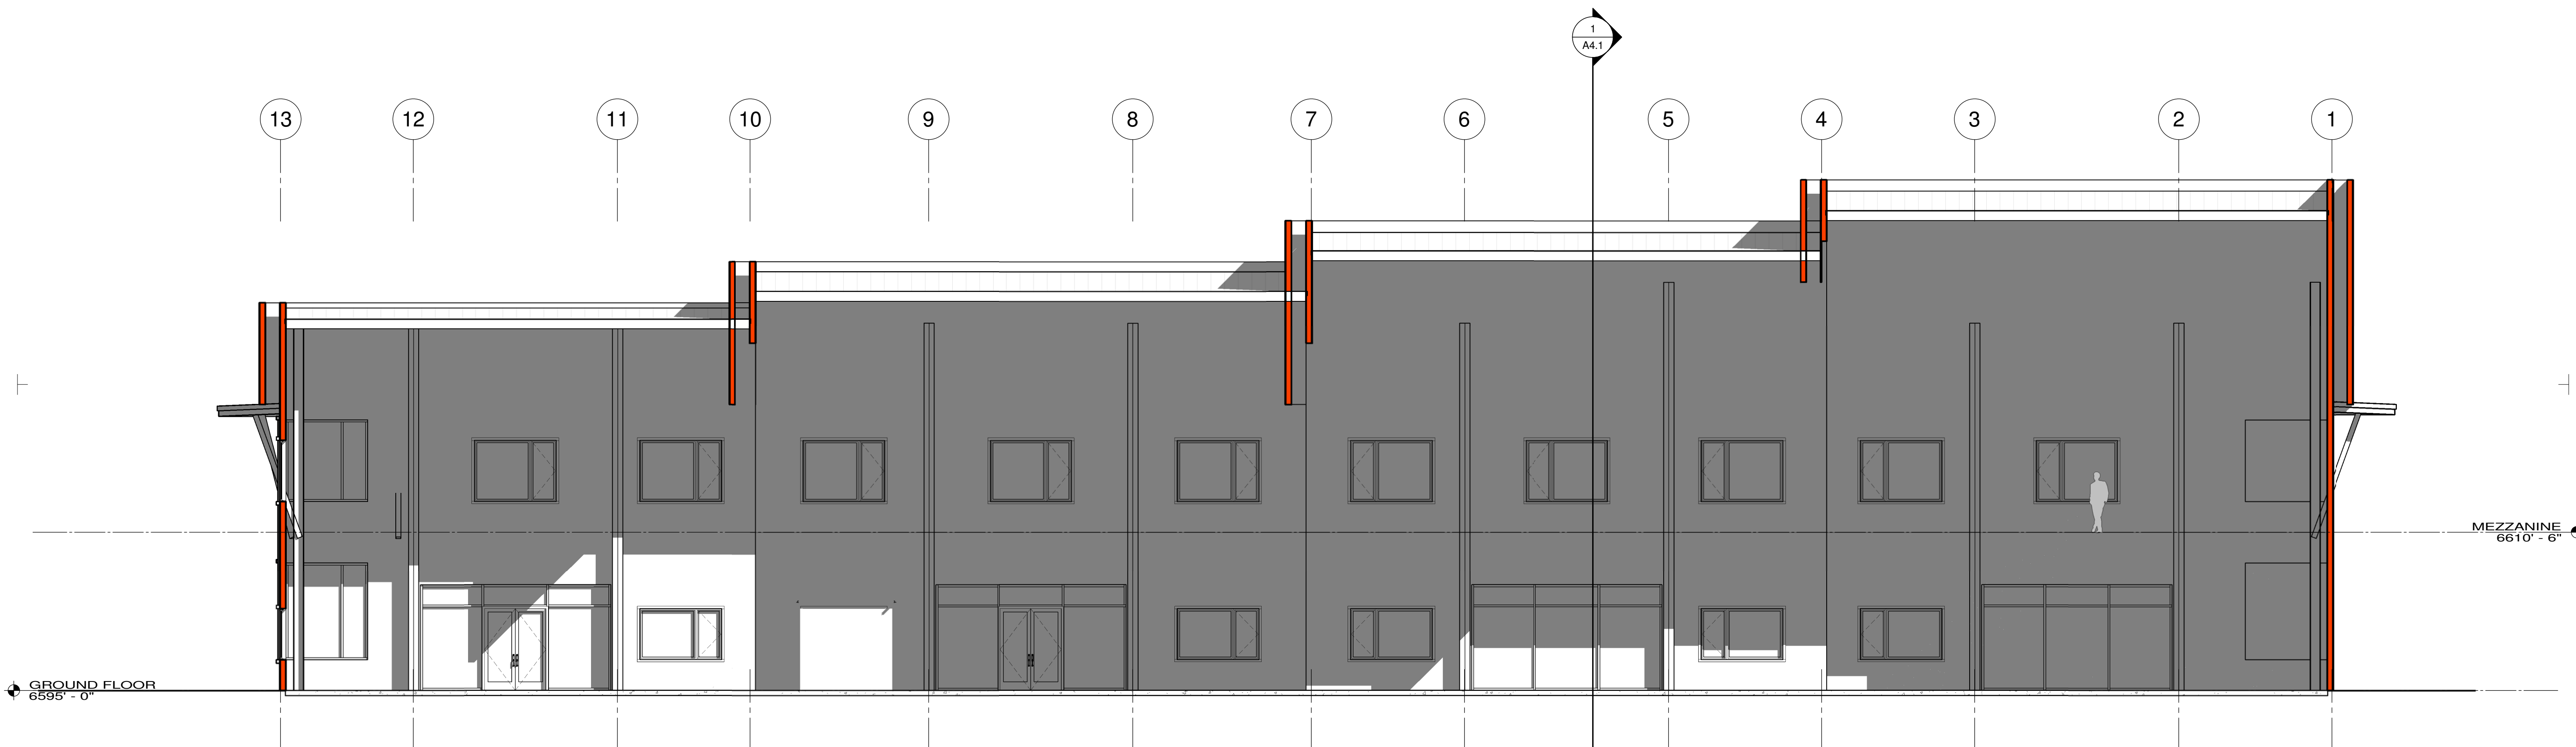 1
A4.1
13 12 11 10 9 8 7 6 5 4 3 2 1
MEZZANINE
6610' - 6"
GROUND FLOOR
6595' - 0"